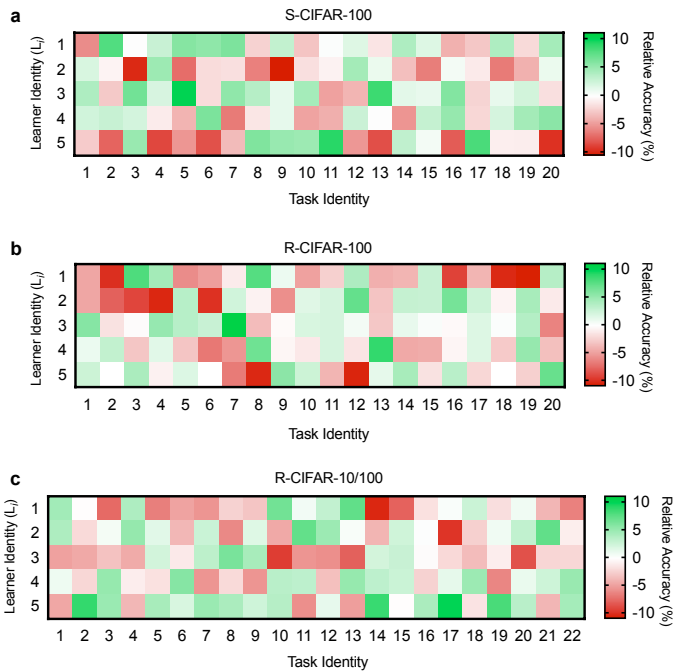 a
S-CIFAR-100
Learner Identity (Li)
1
2
3
4
5
1 2 3 4 5 6 7 8 9 10 11 12 13 14 15 16 17 18 19 20
Task Identity
10
5
0
-5
-10
Relative Accuracy (%)
b
R-CIFAR-100
Learner Identity (Li)
1
2
3
4
5
1 2 3 4 5 6 7 8 9 10 11 12 13 14 15 16 17 18 19 20
Task Identity
10
5
0
-5
-10
Relative Accuracy (%)
c
R-CIFAR-10/100
Learner Identity (Li)
1
2
3
4
5
1 2 3 4 5 6 7 8 9 10 11 12 13 14 15 16 17 18 19 20 21 22
Task Identity
10
5
0
-5
-10
Relative Accuracy (%)